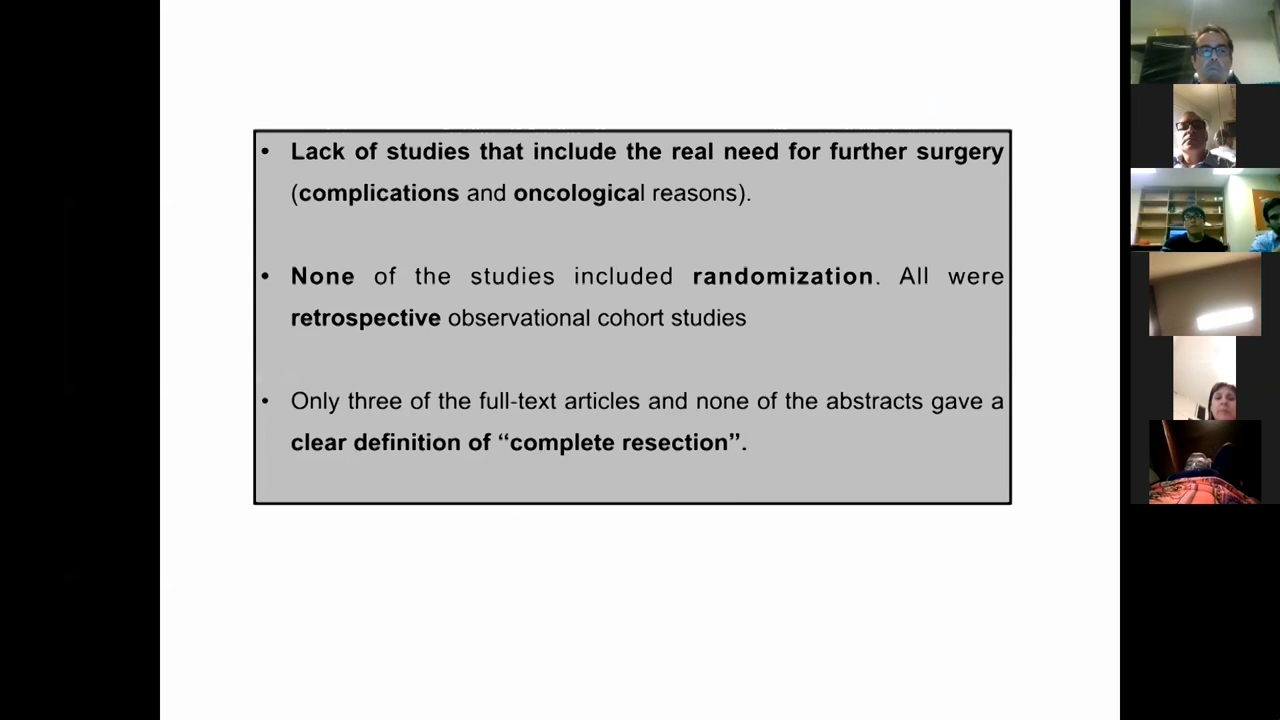 • Lack of studies that include the real need for further surgery
(complications and oncological reasons).
• None of the studies included randomization. All were
retrospective observational cohort studies
• Only three of the full-text articles and none of the abstracts gave a
clear definition of “complete resection”.